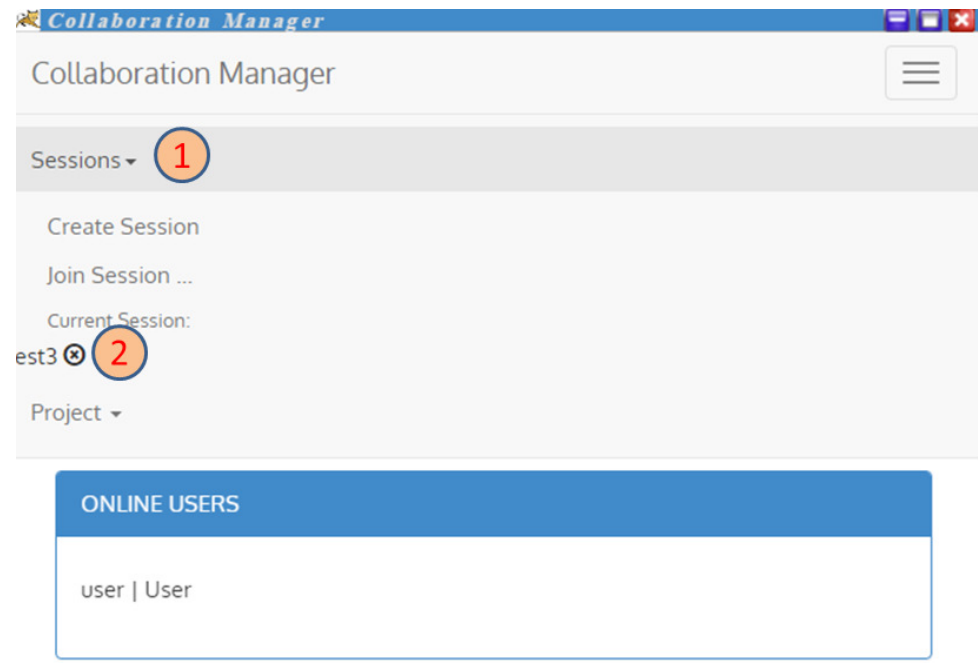 Collaboration Manager
Collaboration Manager
Sessions
1
Create Session
Join Session ...
Current Session:
est3
2
Project
ONLINE USERS
user | User